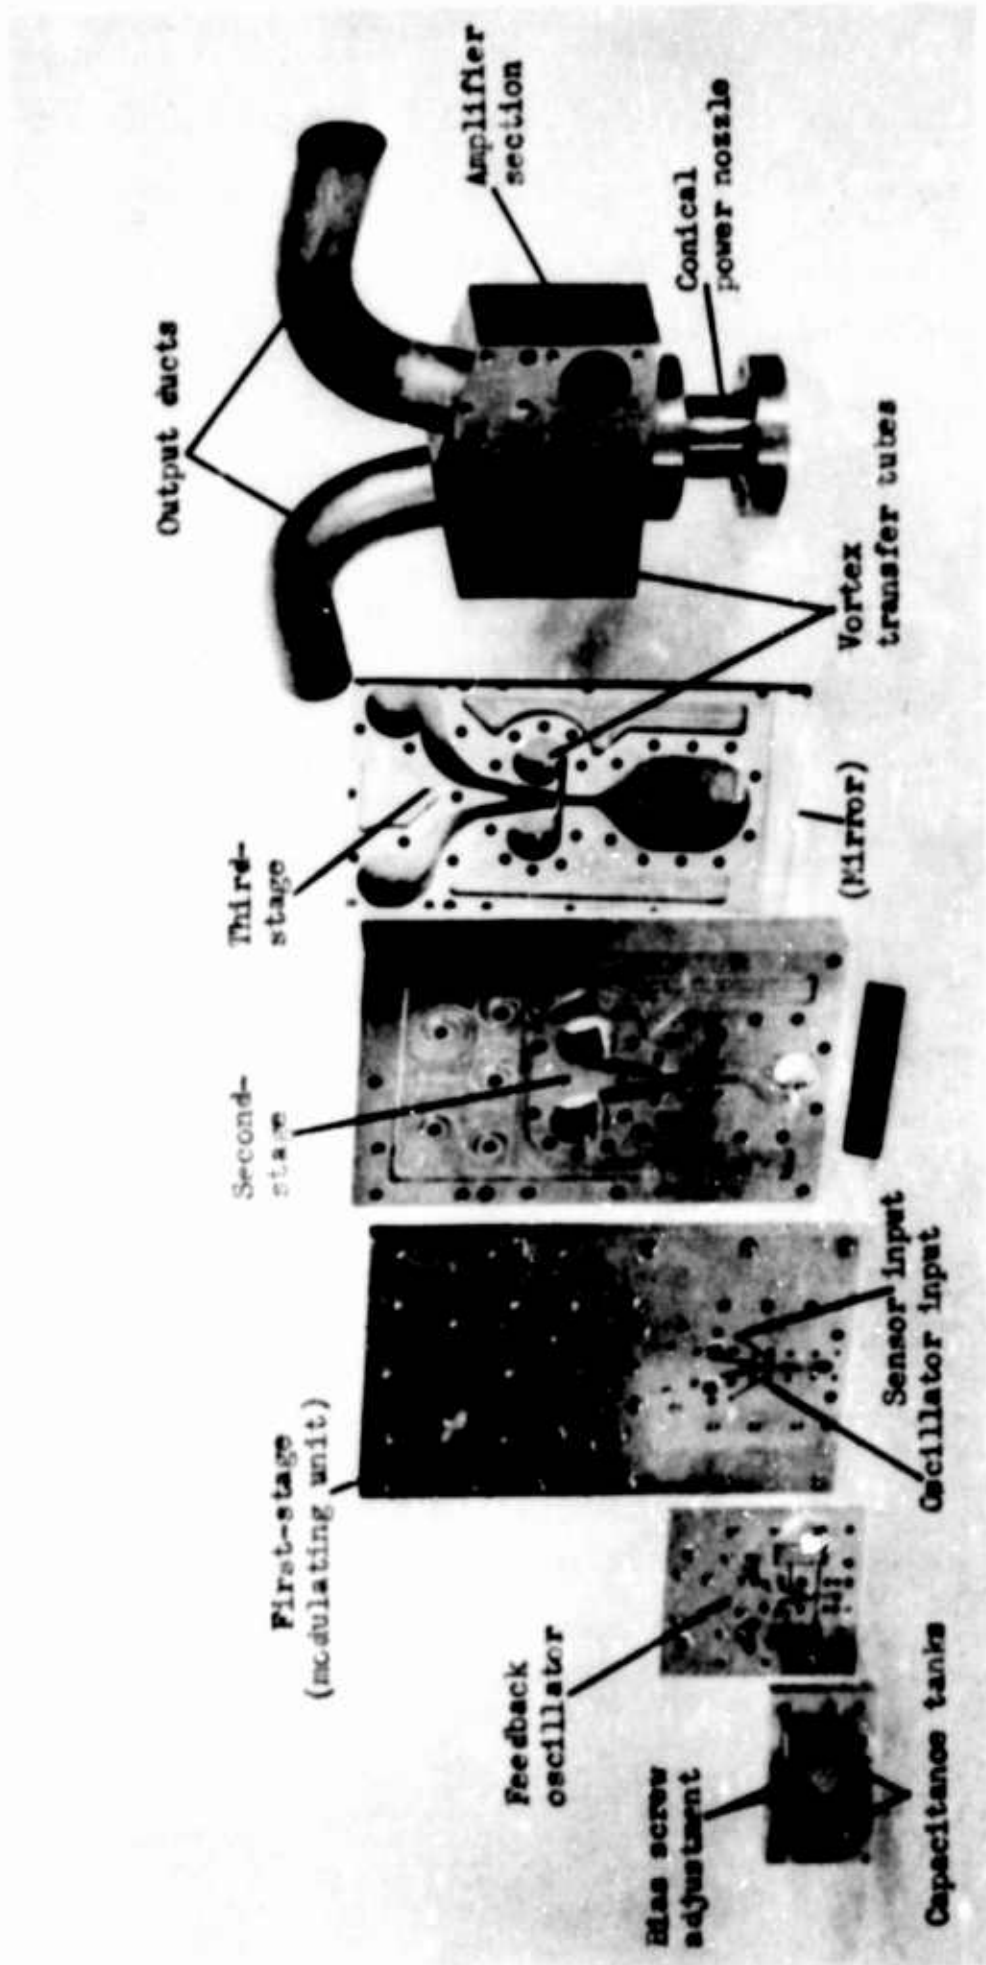 Output ducts
Amplifier
section
Conical
power nozzle
Vortex
transfer tubes
Third-
stage
(Mirror)
Second-
stage
First-stage
(modulating unit)
Sensor input
Oscillator input
Feedback
oscillator
Bias screw
adjustment
Capacitance tanks